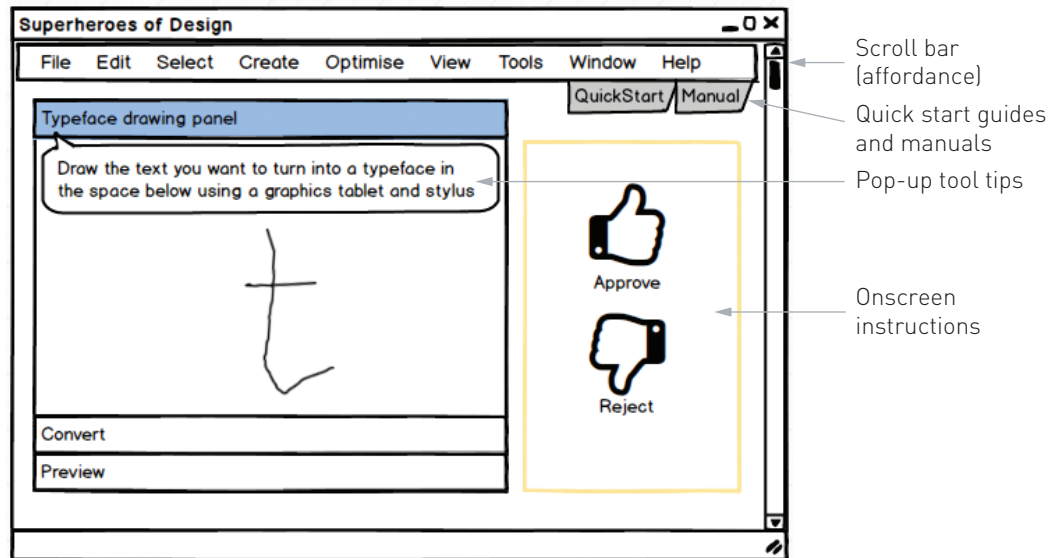 Superheroes of Design
File Edit Select Create Optimise View Tools Window Help
QuickStart Manual
Typeface drawing panel
Draw the text you want to turn into a typeface in
the space below using a graphics tablet and stylus
t
Approve
Reject
Convert
Preview
Scroll bar
(affordance)
Quick start guides
and manuals
Pop-up tool tips
Onscreen
instructions